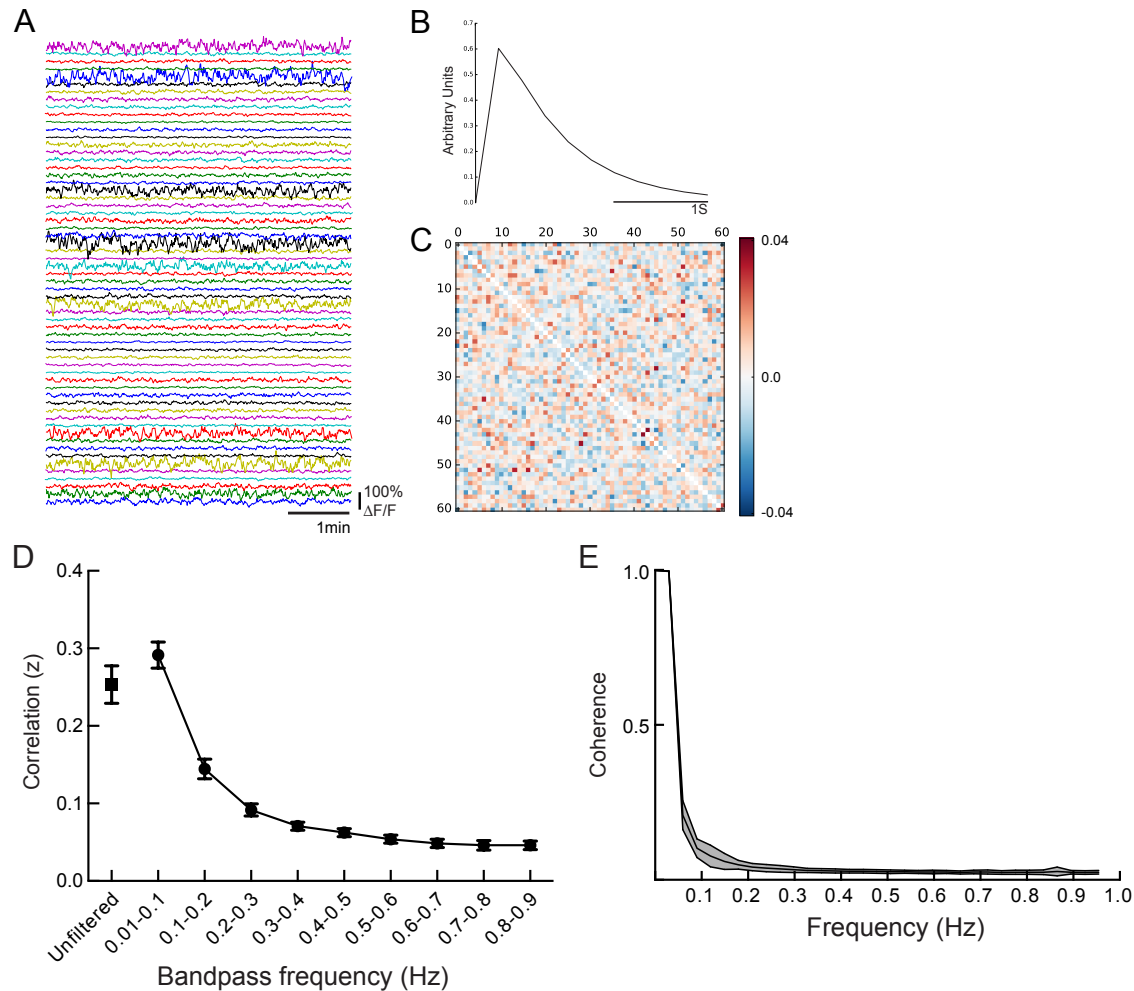 A
100%
ΔF/F
1min
B
0.7
0.6
0.5
0.4
0.3
0.2
0.1
0.0
Arbitrary Units
1S
C
0 10 20 30 40 50 60
0
10
20
30
40
50
60
0.04
0.0
-0.04
D
0.4
0.3
0.2
0.1
0.0
Correlation (z)
Unfiltered 0.01-0.1 0.1-0.2 0.2-0.3 0.3-0.4 0.4-0.5 0.5-0.6 0.6-0.7 0.7-0.8 0.8-0.9
Bandpass frequency (Hz)
E
1.0
0.5
Coherence
0.1 0.2 0.3 0.4 0.5 0.6 0.7 0.8 0.9 1.0
Frequency (Hz)